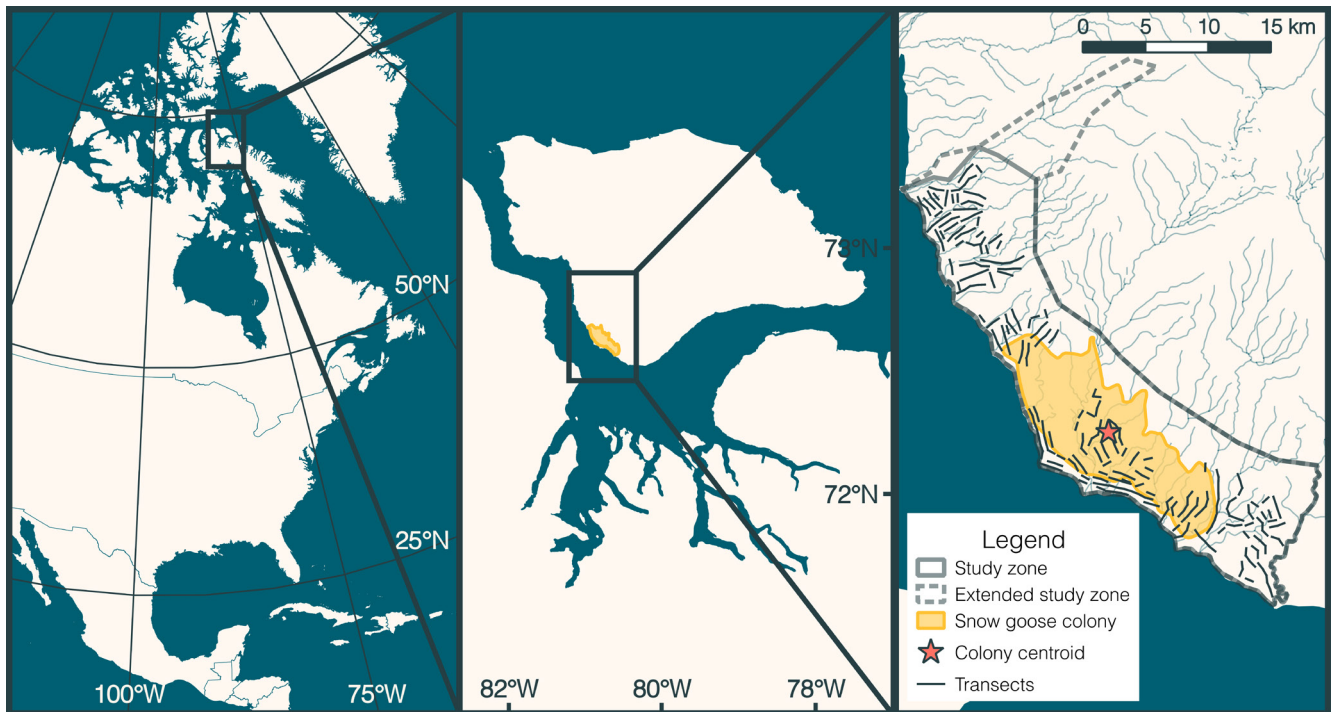 50°N
25°N
100°W
75°W
73°N
72°N
82°W
80°W
78°W
0 5 10 15 km
Legend
Study zone
Extended study zone
Snow goose colony
Colony centroid
Transects